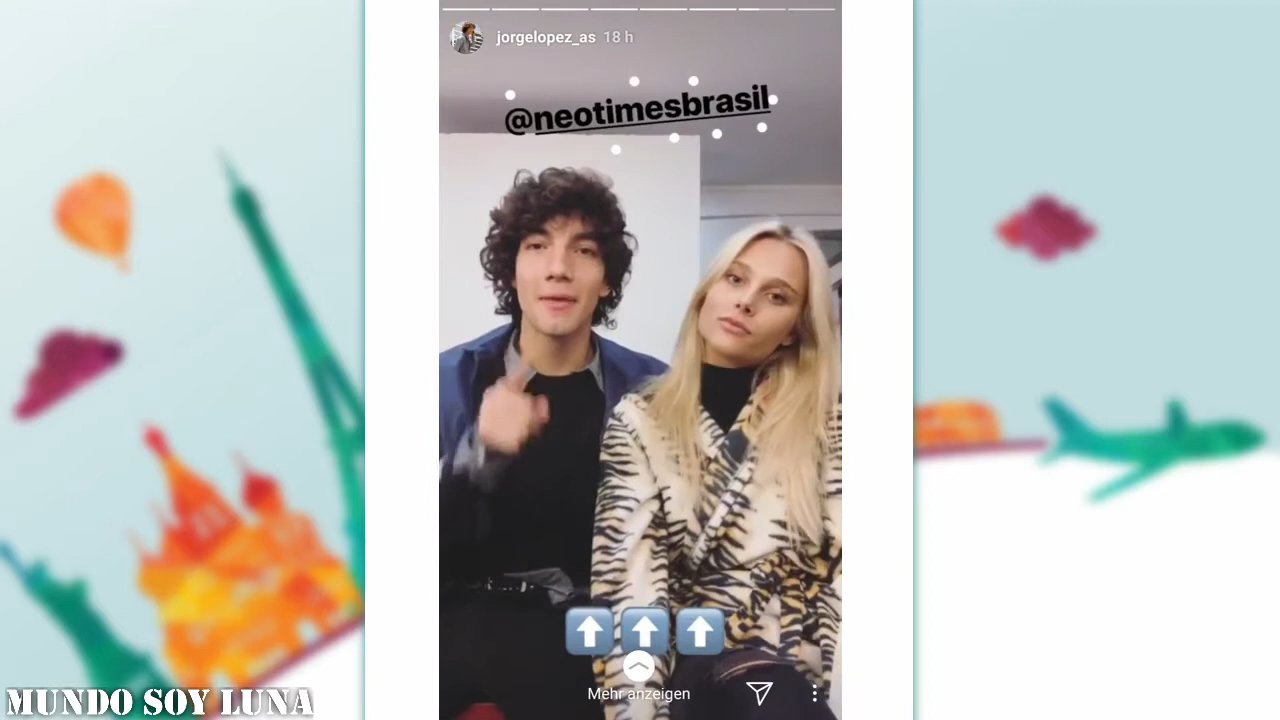 jorgelopez_as 18 h
@neotimesbrasil
Mehr anzeigen
MUNDO SOY LUNA